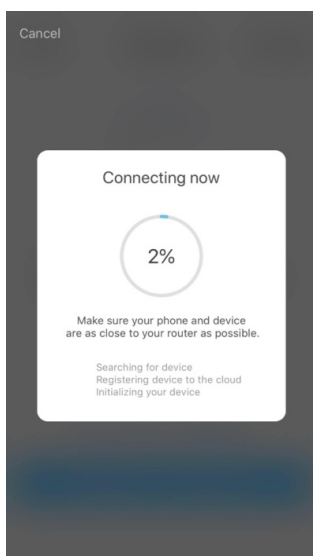 Cancel
Connecting now
2%
Make sure your phone and device
are as close to your router as possible.
Searching for device
Registering device to the cloud
Initializing your device